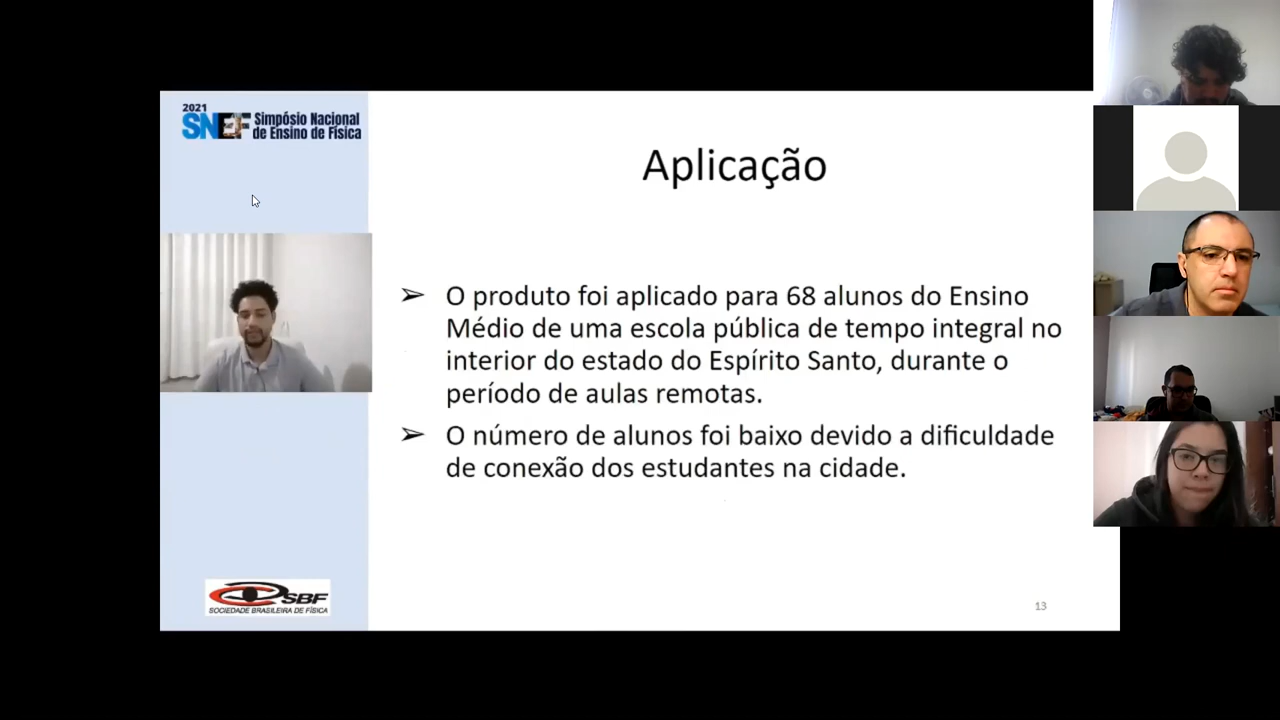 2021
SNEF Simpósio Nacional
de Ensino de Física
Aplicação
➢ O produto foi aplicado para 68 alunos do Ensino
Médio de uma escola pública de tempo integral no
interior do estado do Espírito Santo, durante o
período de aulas remotas.
➢ O número de alunos foi baixo devido a dificuldade
de conexão dos estudantes na cidade.
SBF
SOCIEDADE BRASILEIRA DE FÍSICA
13